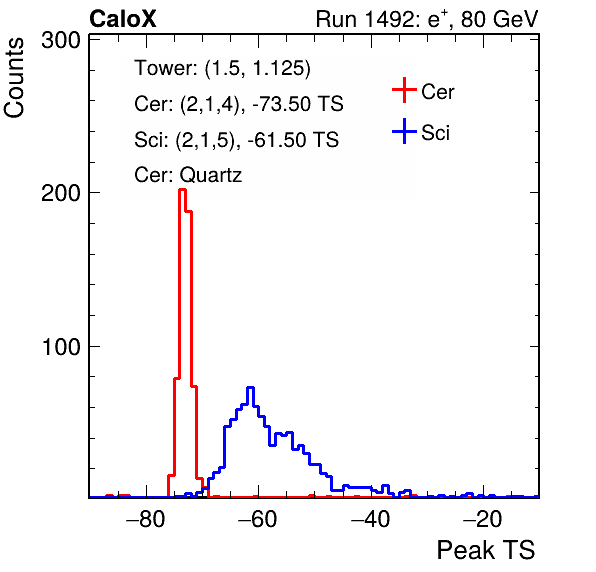 CaloX Run 1492: e⁺, 80 GeV
Counts
300
200
100
Tower: (1.5, 1.125)
Cer: (2,1,4), -73.50 TS
Sci: (2,1,5), -61.50 TS
Cer: Quartz
Cer
Sci
−80 −60 −40 −20
Peak TS